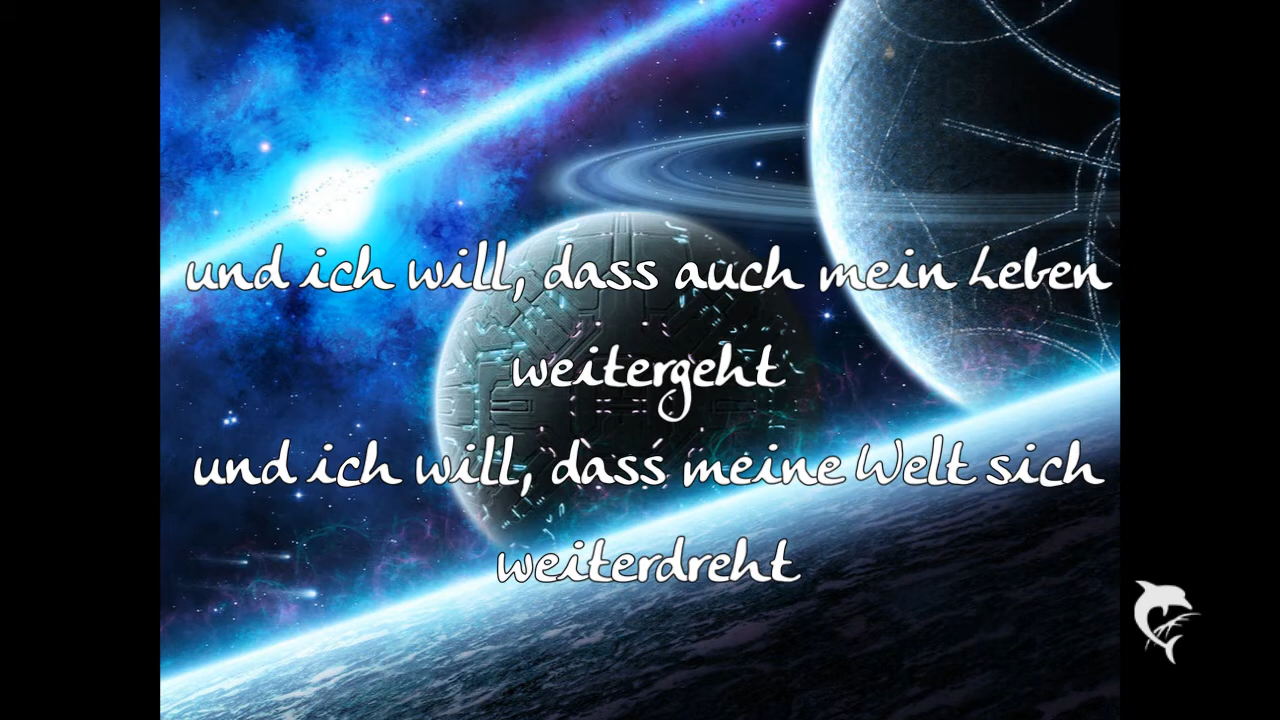 und ich will, dass auch mein Leben
weitergeht
und ich will, dass meine Welt sich
weiterdreht